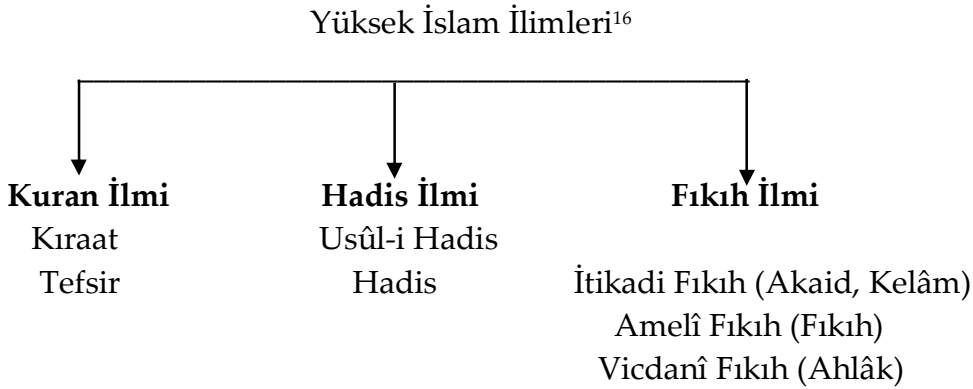 Yüksek İslam İlimleri¹⁶
Kuran İlmi Hadis İlmi Fıkıh İlmi
Kıraat Usûl-i Hadis
Tefsir Hadis İtikadi Fıkıh (Akaid, Kelâm)
Amelî Fıkıh (Fıkıh)
Vicdanî Fıkıh (Ahlâk)